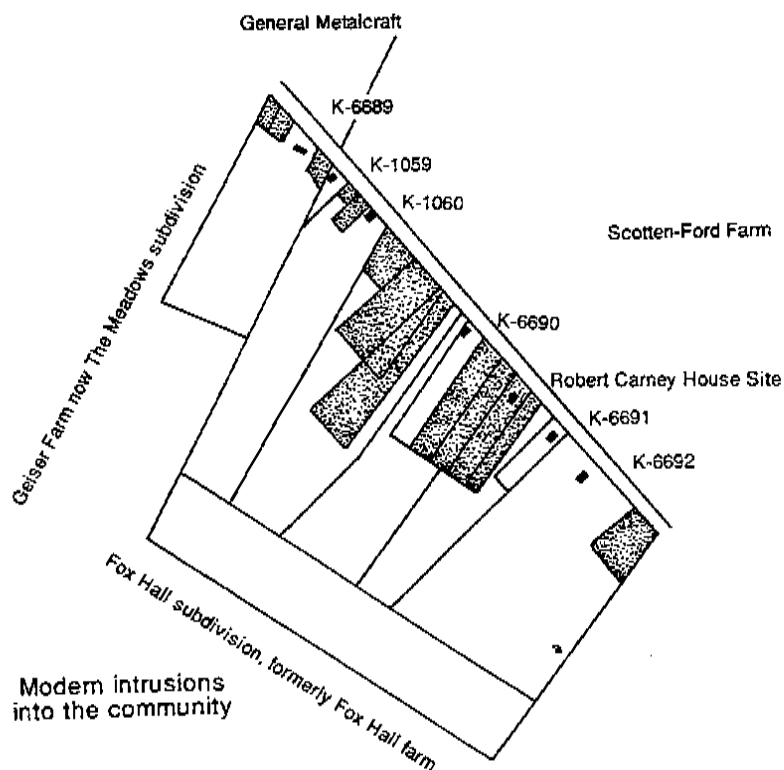 General Metalcraft
K-6689
K-1059
K-1060
Scotten-Ford Farm
K-6690
Robert Carney House Site
K-6691
K-6692
Geiser Farm now The Meadows subdivision
Fox Hall subdivision, formerly Fox Hall farm
Modern intrusions
into the community